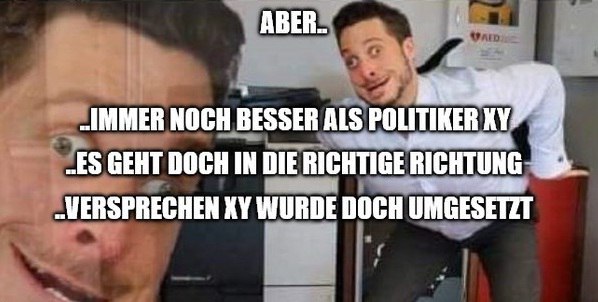 ABER..
AED
..IMMER NOCH BESSER ALS POLITIKER XY
..ES GEHT DOCH IN DIE RICHTIGE RICHTUNG
..VERSPRECHEN XY WURDE DOCH UMGESETZT